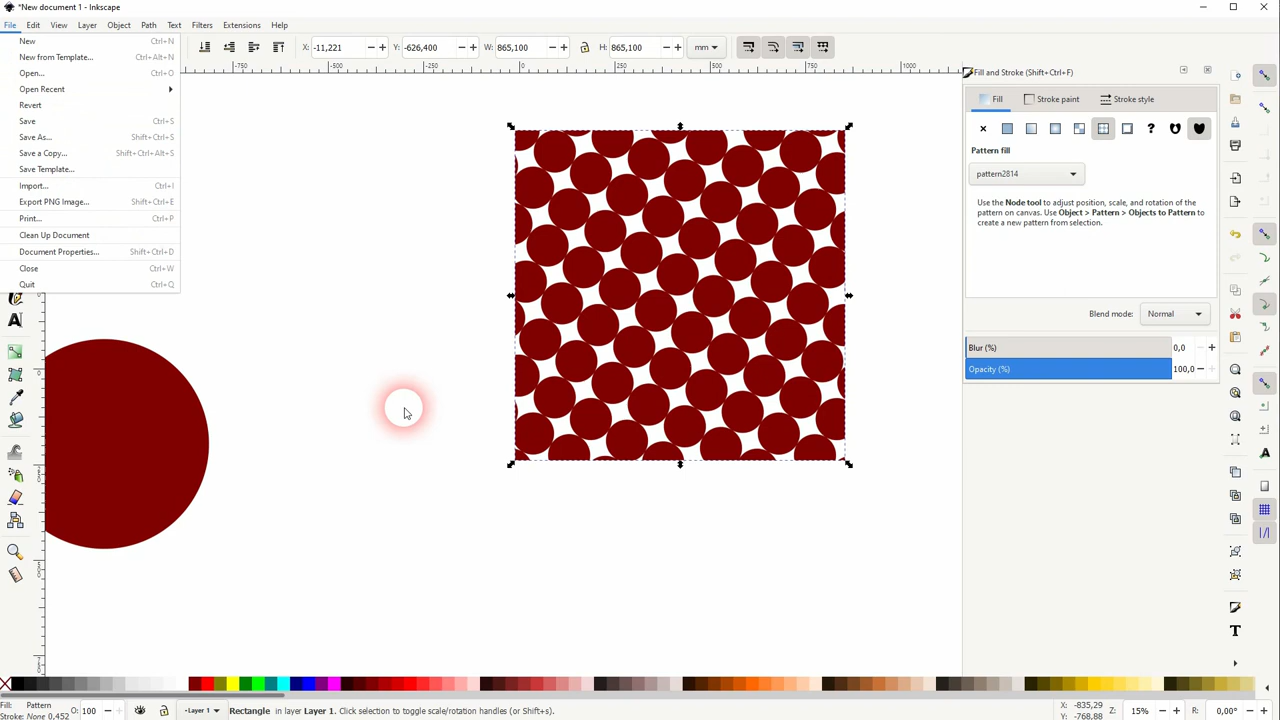 *New document 1 - Inkscape
File Edit View Layer Object Path Text Filters Extensions Help
New Ctrl+N
New from Template... Ctrl+Alt+N
Open... Ctrl+O
Open Recent
Revert
Save Ctrl+S
Save As... Shift+Ctrl+S
Save a Copy... Shift+Ctrl+Alt+S
Save Template...
Import... Ctrl+I
Export PNG Image... Shift+Ctrl+E
Print... Ctrl+P
Clean Up Document
Document Properties... Shift+Ctrl+D
Close Ctrl+W
Quit Ctrl+Q
X: -11,221 Y: -626,400 W: 865,100 H: 865,100 mm
-750 -500 -250 0 250 500 750 1000
Fill and Stroke (Shift+Ctrl+F)
Fill Stroke paint Stroke style
Pattern fill
pattern2814
Use the Node tool to adjust position, scale, and rotation of the
pattern on canvas. Use Object > Pattern > Objects to Pattern to
create a new pattern from selection.
Blend mode: Normal
Blur (%) 0,0
Opacity (%) 100,0
Fill: Pattern
Stroke: None 0,452
O: 100
Layer 1
Rectangle in layer Layer 1. Click selection to toggle scale/rotation handles (or Shift+s).
X: -835,29
Y: -768,88
Z: 15%
R: 0,00°